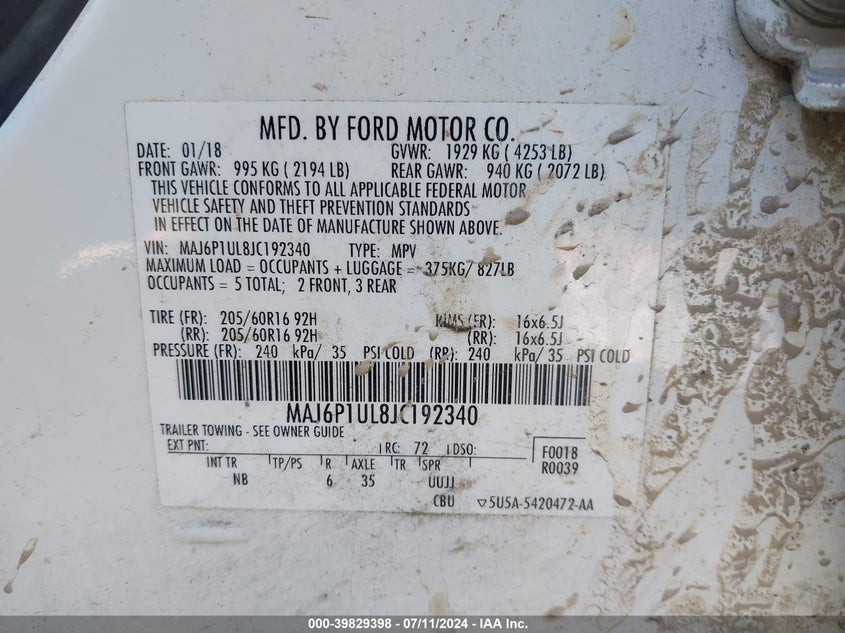 MFD. BY FORD MOTOR CO.
DATE: 01/18 GVWR: 1929 KG ( 4253 LB)
FRONT GAWR: 995 KG ( 2194 LB) REAR GAWR: 940 KG ( 2072 LB)
THIS VEHICLE CONFORMS TO ALL APPLICABLE FEDERAL MOTOR
VEHICLE SAFETY AND THEFT PREVENTION STANDARDS
IN EFFECT ON THE DATE OF MANUFACTURE SHOWN ABOVE.
VIN: MAJ6P1UL8JC192340 TYPE: MPV
MAXIMUM LOAD = OCCUPANTS + LUGGAGE = 375KG/ 827LB
OCCUPANTS = 5 TOTAL; 2 FRONT, 3 REAR
TIRE (FR): 205/60R16 92H RIMS (FR): 16x6.5J
(RR): 205/60R16 92H (RR): 16x6.5J
PRESSURE (FR): 240 kPa/ 35 PSI COLD (RR): 240 kPa/ 35 PSI COLD
MAJ6P1UL8JC192340
TRAILER TOWING - SEE OWNER GUIDE
EXT PNT: RC: 72 DSO: F0018
R0039
INT TR TP/PS R AXLE TR SPR
NB 6 35 UUJJ
CBU ▽5U5A-5420472-AA
000-39829398 - 07/11/2024 - IAA Inc.